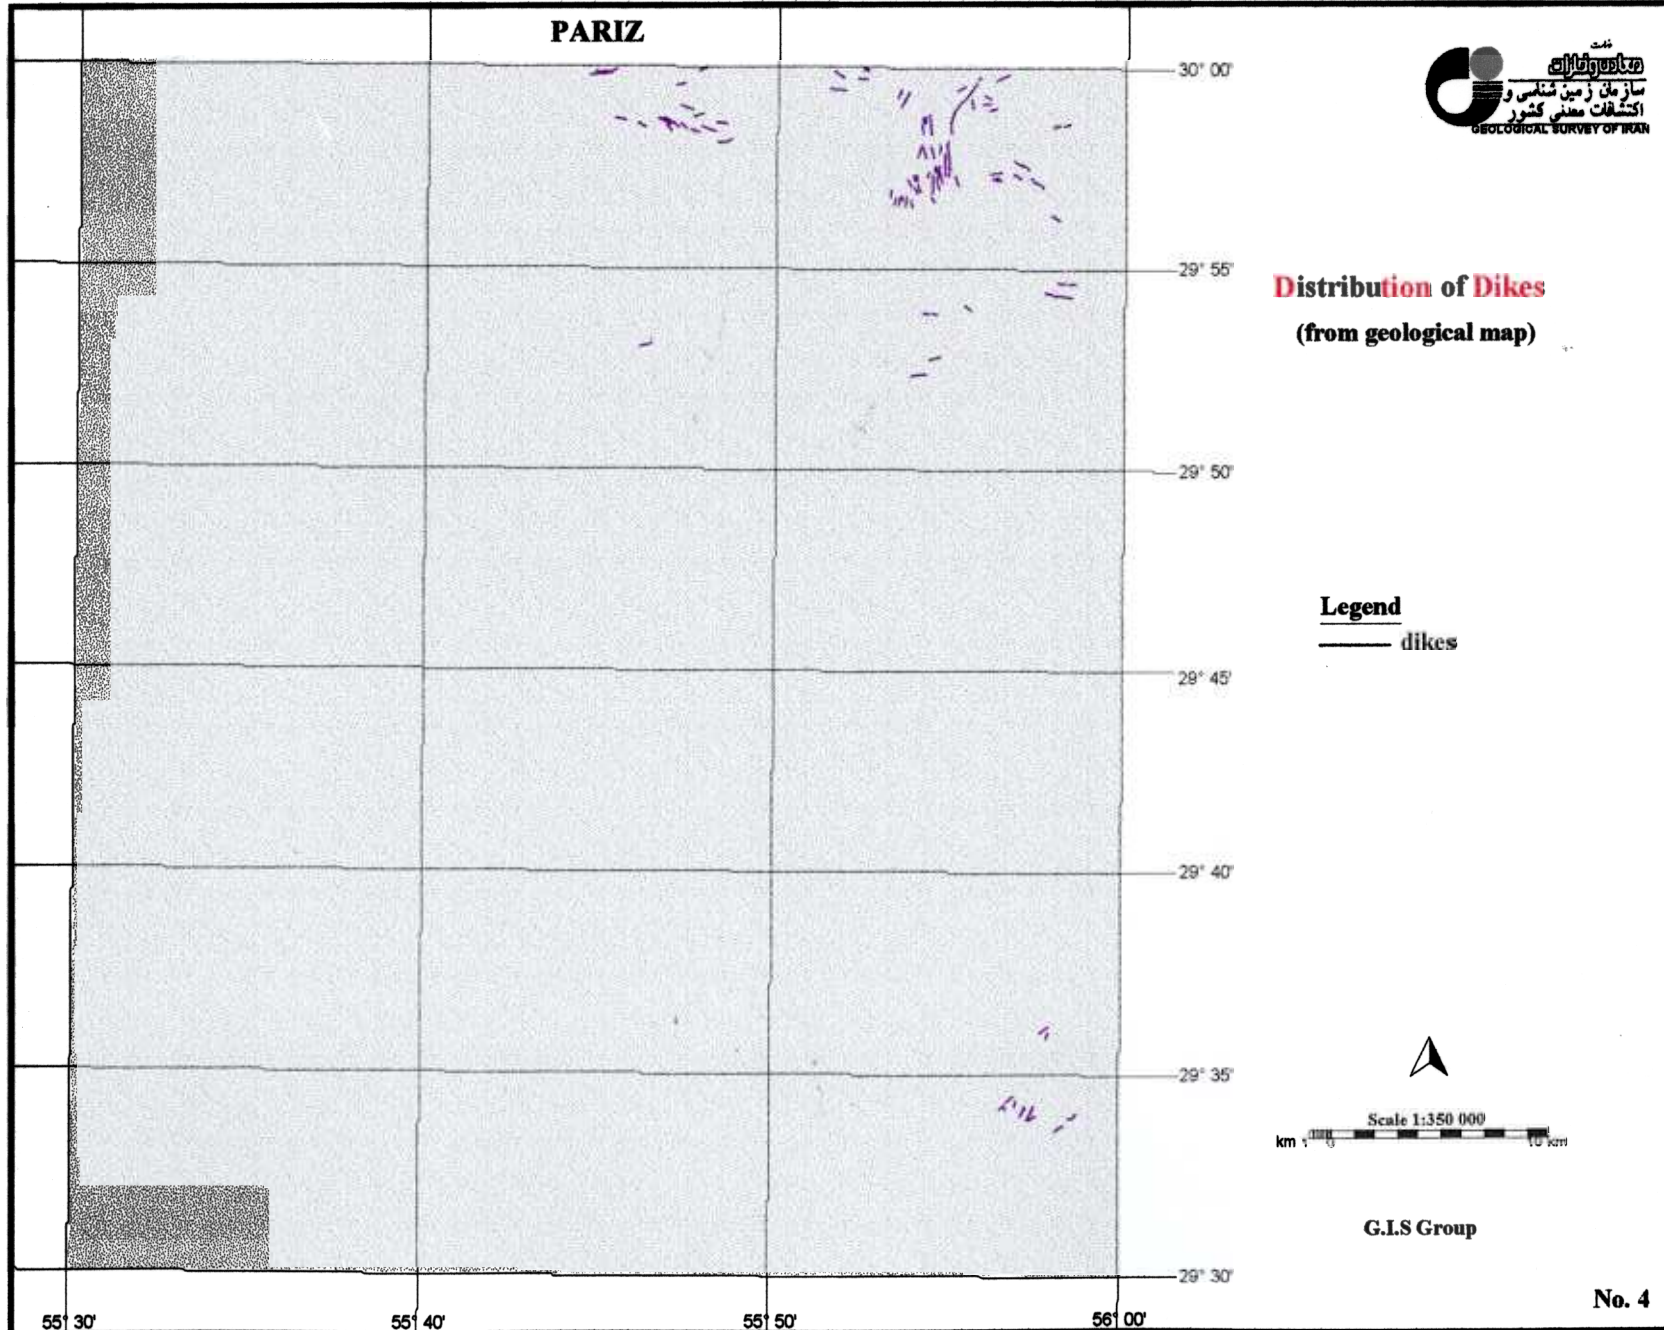 PARIZ
سازمان زمین شناسی و
اکتشافات معدنی کشور
GEOLOGICAL SURVEY OF IRAN
30° 00'
29° 55'
29° 50'
29° 45'
29° 40'
29° 35'
29° 30'
Distribution of Dikes
(from geological map)
Legend
dikes
Scale 1:350 000
km 1 0 10 km
G.I.S Group
No. 4
55° 30' 55° 40' 55° 50' 56° 00'